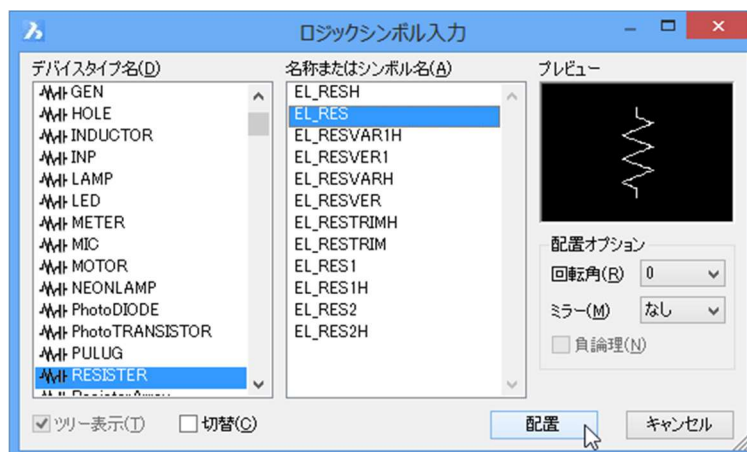 ロジックシンボル入力
デバイスタイプ名(D)
GEN
HOLE
INDUCTOR
INP
LAMP
LED
METER
MIC
MOTOR
NEONLAMP
PhotoDIODE
PhotoTRANSISTOR
PULUG
RESISTER
名称またはシンボル名(A)
EL_RESH
EL_RES
EL_RESVAR1H
EL_RESVER1
EL_RESVARH
EL_RESVER
EL_RESTRIMH
EL_RESTRIM
EL_RES1
EL_RES1H
EL_RES2
EL_RES2H
プレビュー
配置オプション
回転角(R) 0
ミラー(M) なし
負論理(N)
ツリー表示(T) 切替(C)
配置 キャンセル